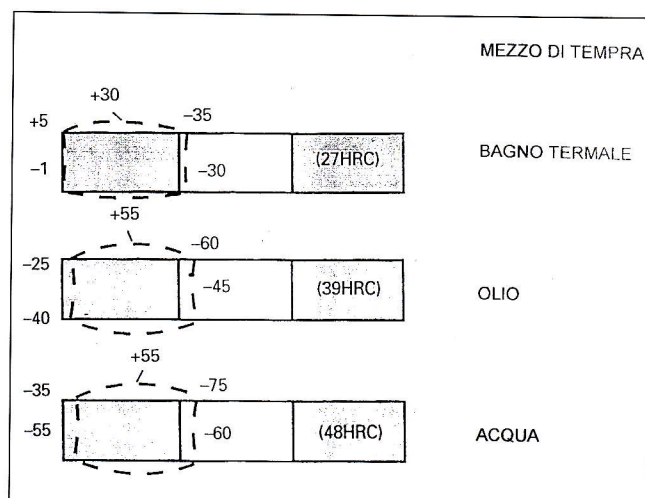 MEZZO DI TEMPRA
+30
+5 −35
−1 −30 (27HRC) BAGNO TERMALE
+55
−25 −60
−40 −45 (39HRC) OLIO
+55
−35 −75
−55 −60 (48HRC) ACQUA